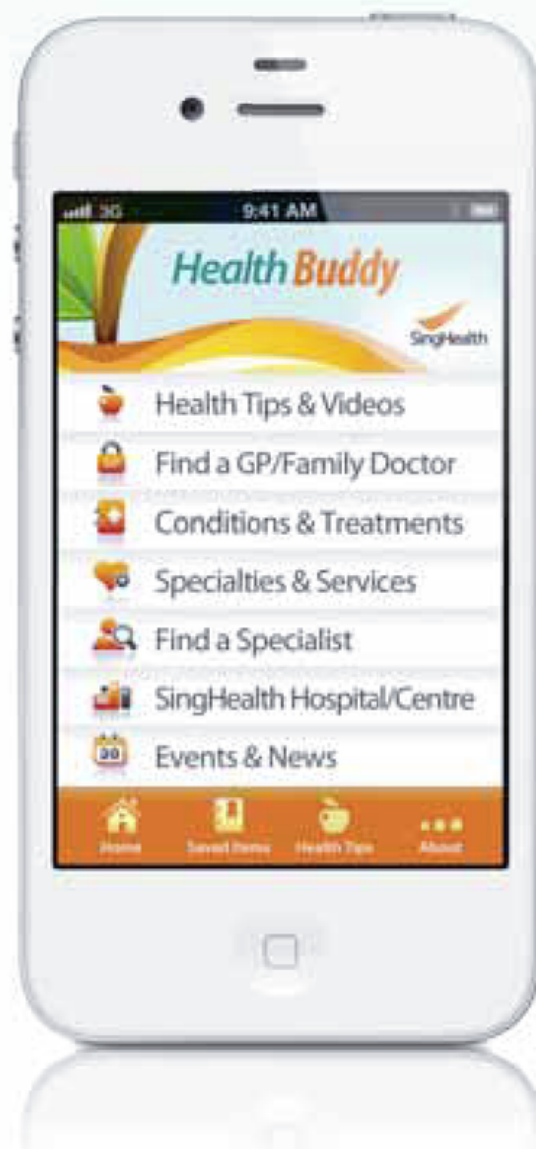 3G 9:41 AM
Health Buddy
SingHealth
Health Tips & Videos
Find a GP/Family Doctor
Conditions & Treatments
Specialties & Services
Find a Specialist
SingHealth Hospital/Centre
Events & News
Home Saved Items Health Tips About